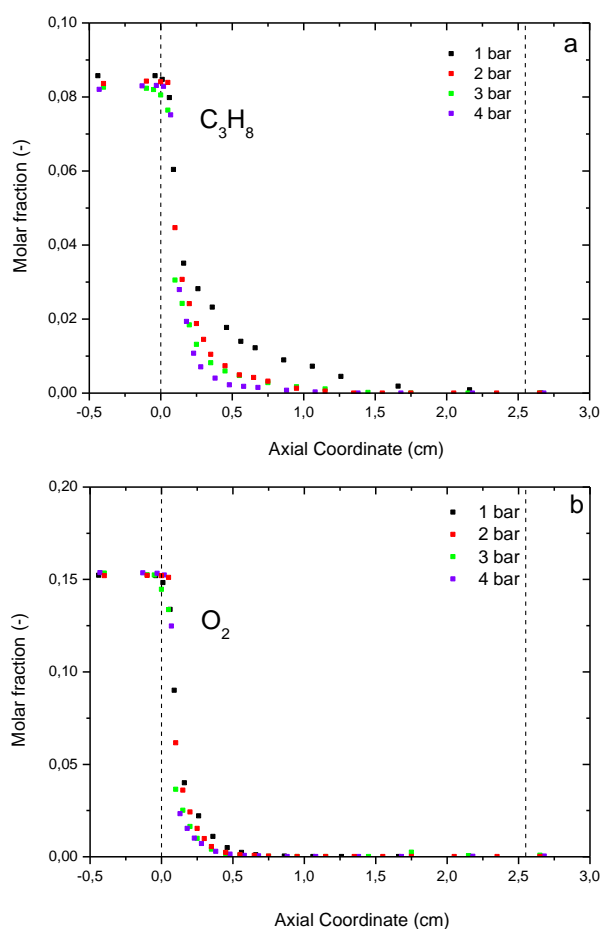 a
0,10
0,08
0,06
0,04
0,02
0,00
Molar fraction (-)
1 bar
2 bar
3 bar
4 bar
C3H8
-0,5 0,0 0,5 1,0 1,5 2,0 2,5 3,0
Axial Coordinate (cm)
b
0,20
0,15
0,10
0,05
0,00
Molar fraction (-)
1 bar
2 bar
3 bar
4 bar
O2
-0,5 0,0 0,5 1,0 1,5 2,0 2,5 3,0
Axial Coordinate (cm)